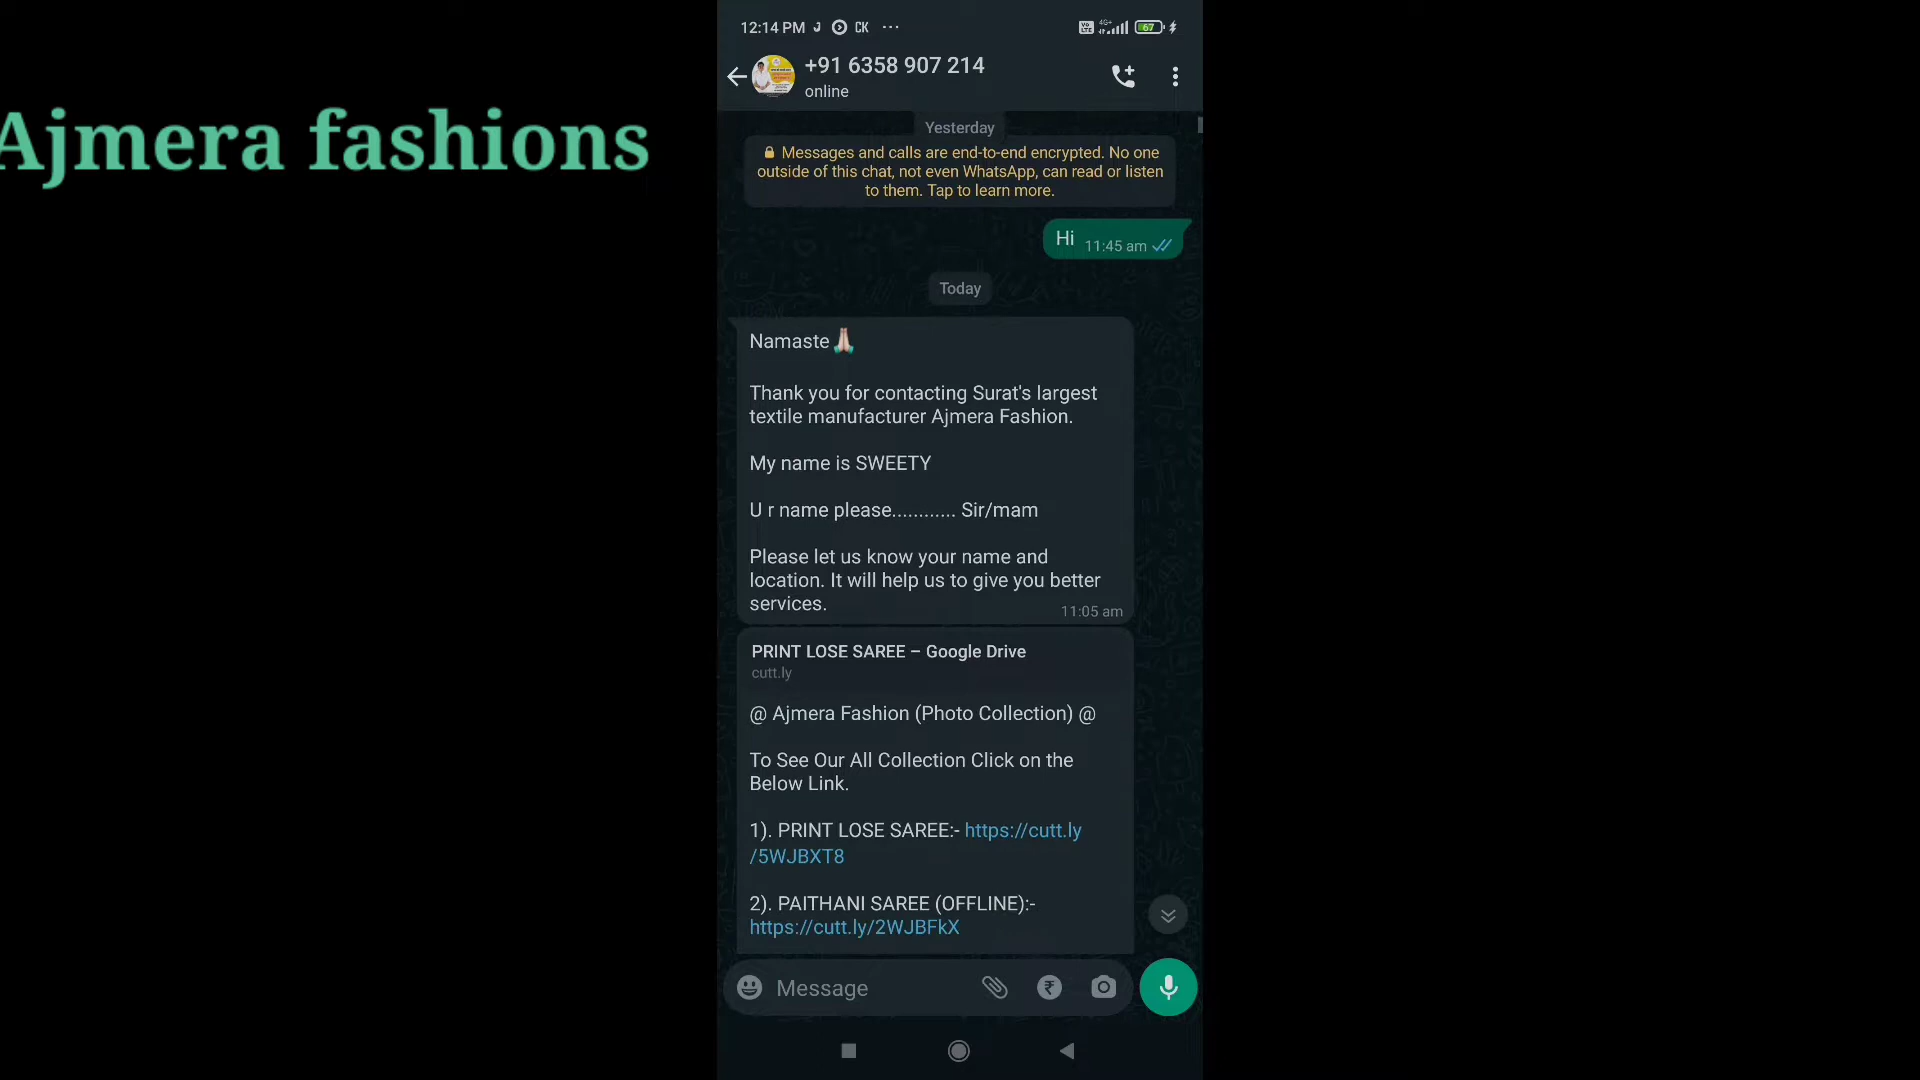 12:14 PM
CK
4G+
67
+91 6358 907 214
online
Ajmera fashions
Yesterday
Messages and calls are end-to-end encrypted. No one
outside of this chat, not even WhatsApp, can read or listen
to them. Tap to learn more.
Hi
11:45 am
Today
Namaste🙏
Thank you for contacting Surat's largest
textile manufacturer Ajmera Fashion.
My name is SWEETY
U r name please............ Sir/mam
Please let us know your name and
location. It will help us to give you better
services.
11:05 am
PRINT LOSE SAREE – Google Drive
cutt.ly
@ Ajmera Fashion (Photo Collection) @
To See Our All Collection Click on the
Below Link.
1). PRINT LOSE SAREE:- https://cutt.ly
/5WJBXT8
2). PAITHANI SAREE (OFFLINE):-
https://cutt.ly/2WJBFkX
Message